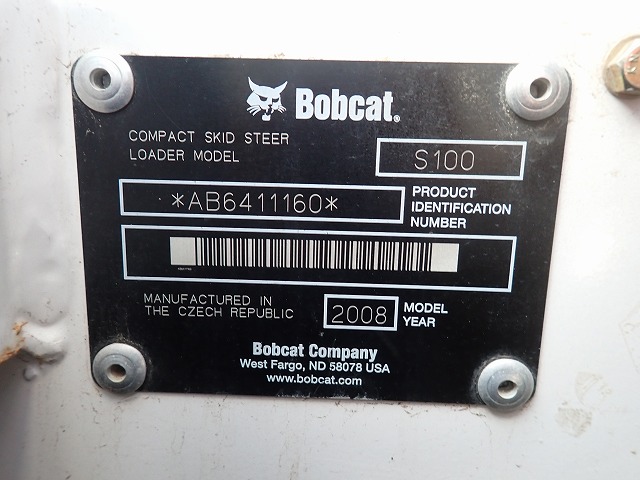 Bobcat®
COMPACT SKID STEER
LOADER MODEL
S100
*AB6411160*
PRODUCT
IDENTIFICATION
NUMBER
MANUFACTURED IN
THE CZECH REPUBLIC
2008
MODEL
YEAR
Bobcat Company
West Fargo, ND 58078 USA
www.bobcat.com